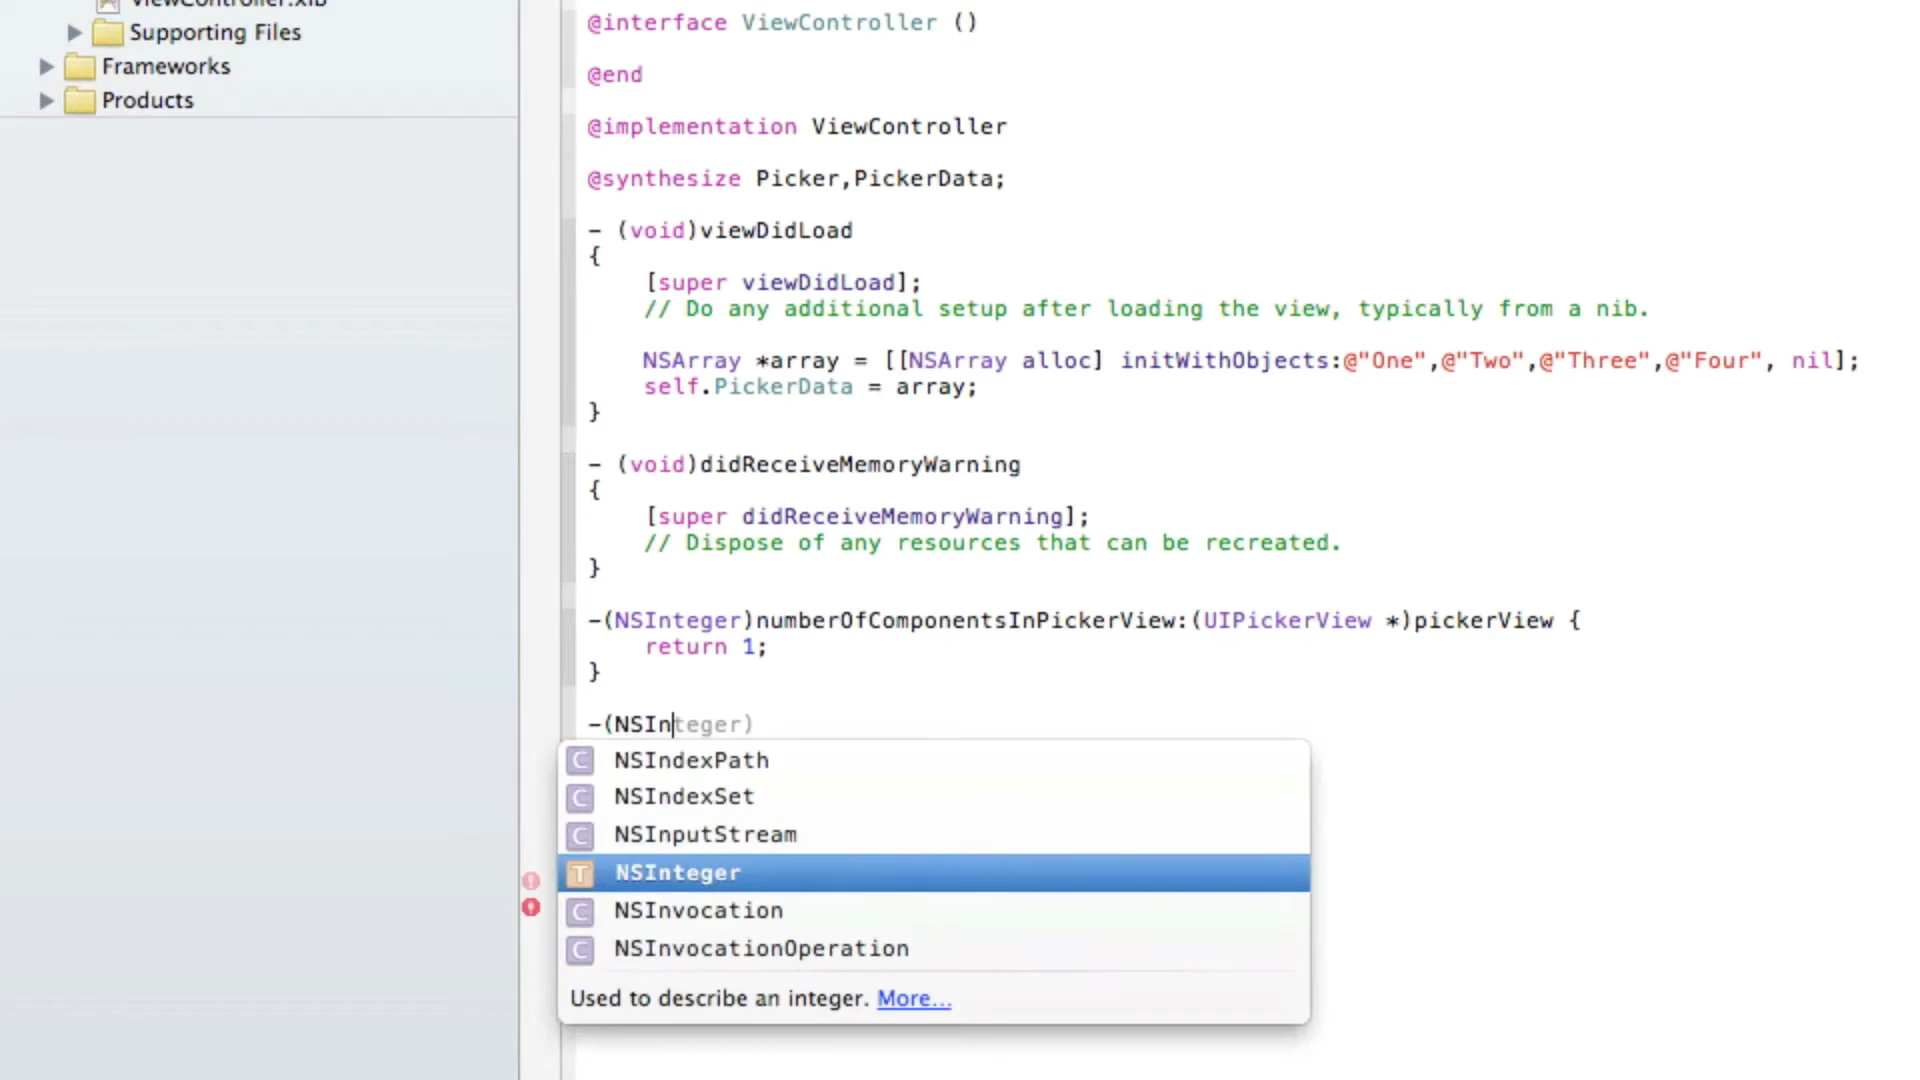 ViewController.xib
Supporting Files
Frameworks
Products
@interface ViewController ()
@end
@implementation ViewController
@synthesize Picker,PickerData;
- (void)viewDidLoad
{
[super viewDidLoad];
// Do any additional setup after loading the view, typically from a nib.
NSArray *array = [[NSArray alloc] initWithObjects:@"One",@"Two",@"Three",@"Four", nil];
self.PickerData = array;
}
- (void)didReceiveMemoryWarning
{
[super didReceiveMemoryWarning];
// Dispose of any resources that can be recreated.
}
-(NSInteger)numberOfComponentsInPickerView:(UIPickerView *)pickerView {
return 1;
}
-(NSInteger)
C NSIndexPath
C NSIndexSet
C NSInputStream
T NSInteger
C NSInvocation
C NSInvocationOperation
Used to describe an integer. More...